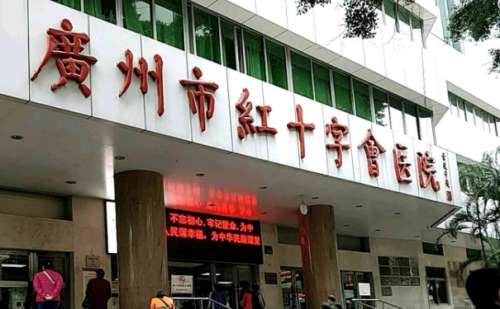 廣州市紅十字會医院
不忘初心,牢记使命,为中
人民谋幸福,为中华民族谋复